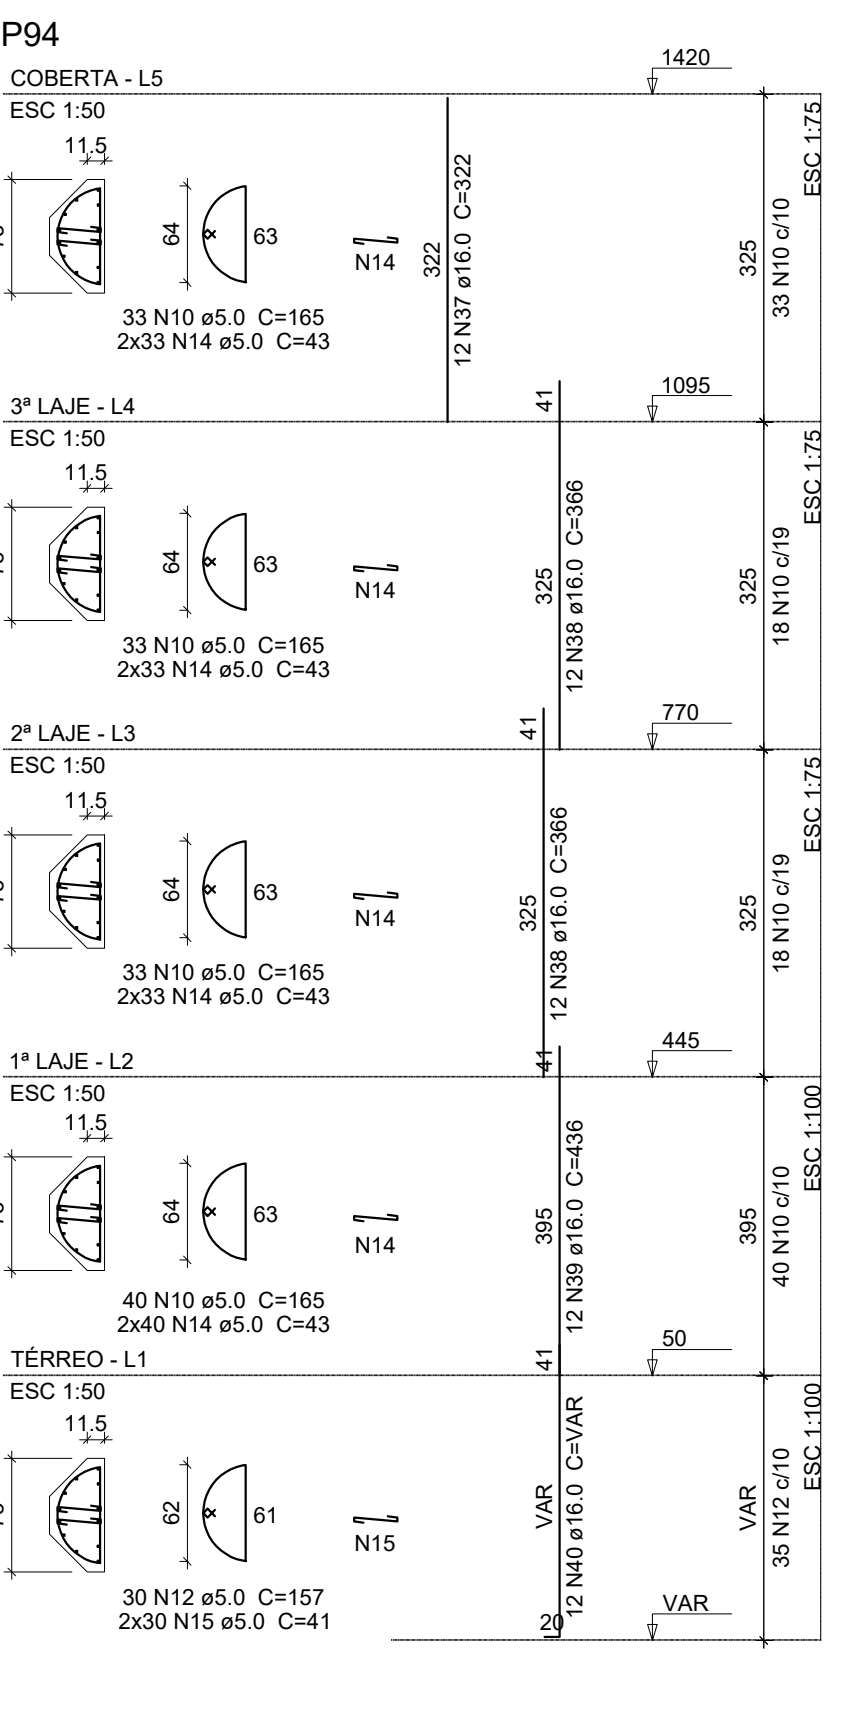 P94
1420
COBERTA - L5
ESC 1:50
ESC 1:75
11.5
64
63
N14
322
12 N37 ø16.0 C=322
325
33 N10 c/10
33 N10 ø5.0 C=165
2x33 N14 ø5.0 C=43
41
1095
3ª LAJE - L4
ESC 1:50
ESC 1:75
11.5
64
63
N14
325
12 N38 ø16.0 C=366
325
18 N10 c/19
33 N10 ø5.0 C=165
2x33 N14 ø5.0 C=43
41
770
2ª LAJE - L3
ESC 1:50
ESC 1:75
11.5
64
63
N14
325
12 N38 ø16.0 C=366
325
18 N10 c/19
33 N10 ø5.0 C=165
2x33 N14 ø5.0 C=43
41
445
1ª LAJE - L2
ESC 1:50
ESC 1:100
11.5
64
63
N14
395
12 N39 ø16.0 C=436
395
40 N10 c/10
40 N10 ø5.0 C=165
2x40 N14 ø5.0 C=43
41
50
TÉRREO - L1
ESC 1:50
ESC 1:100
11.5
62
61
N15
VAR
12 N40 ø16.0 C=VAR
VAR
35 N12 c/10
30 N12 ø5.0 C=157
2x30 N15 ø5.0 C=41
20
VAR